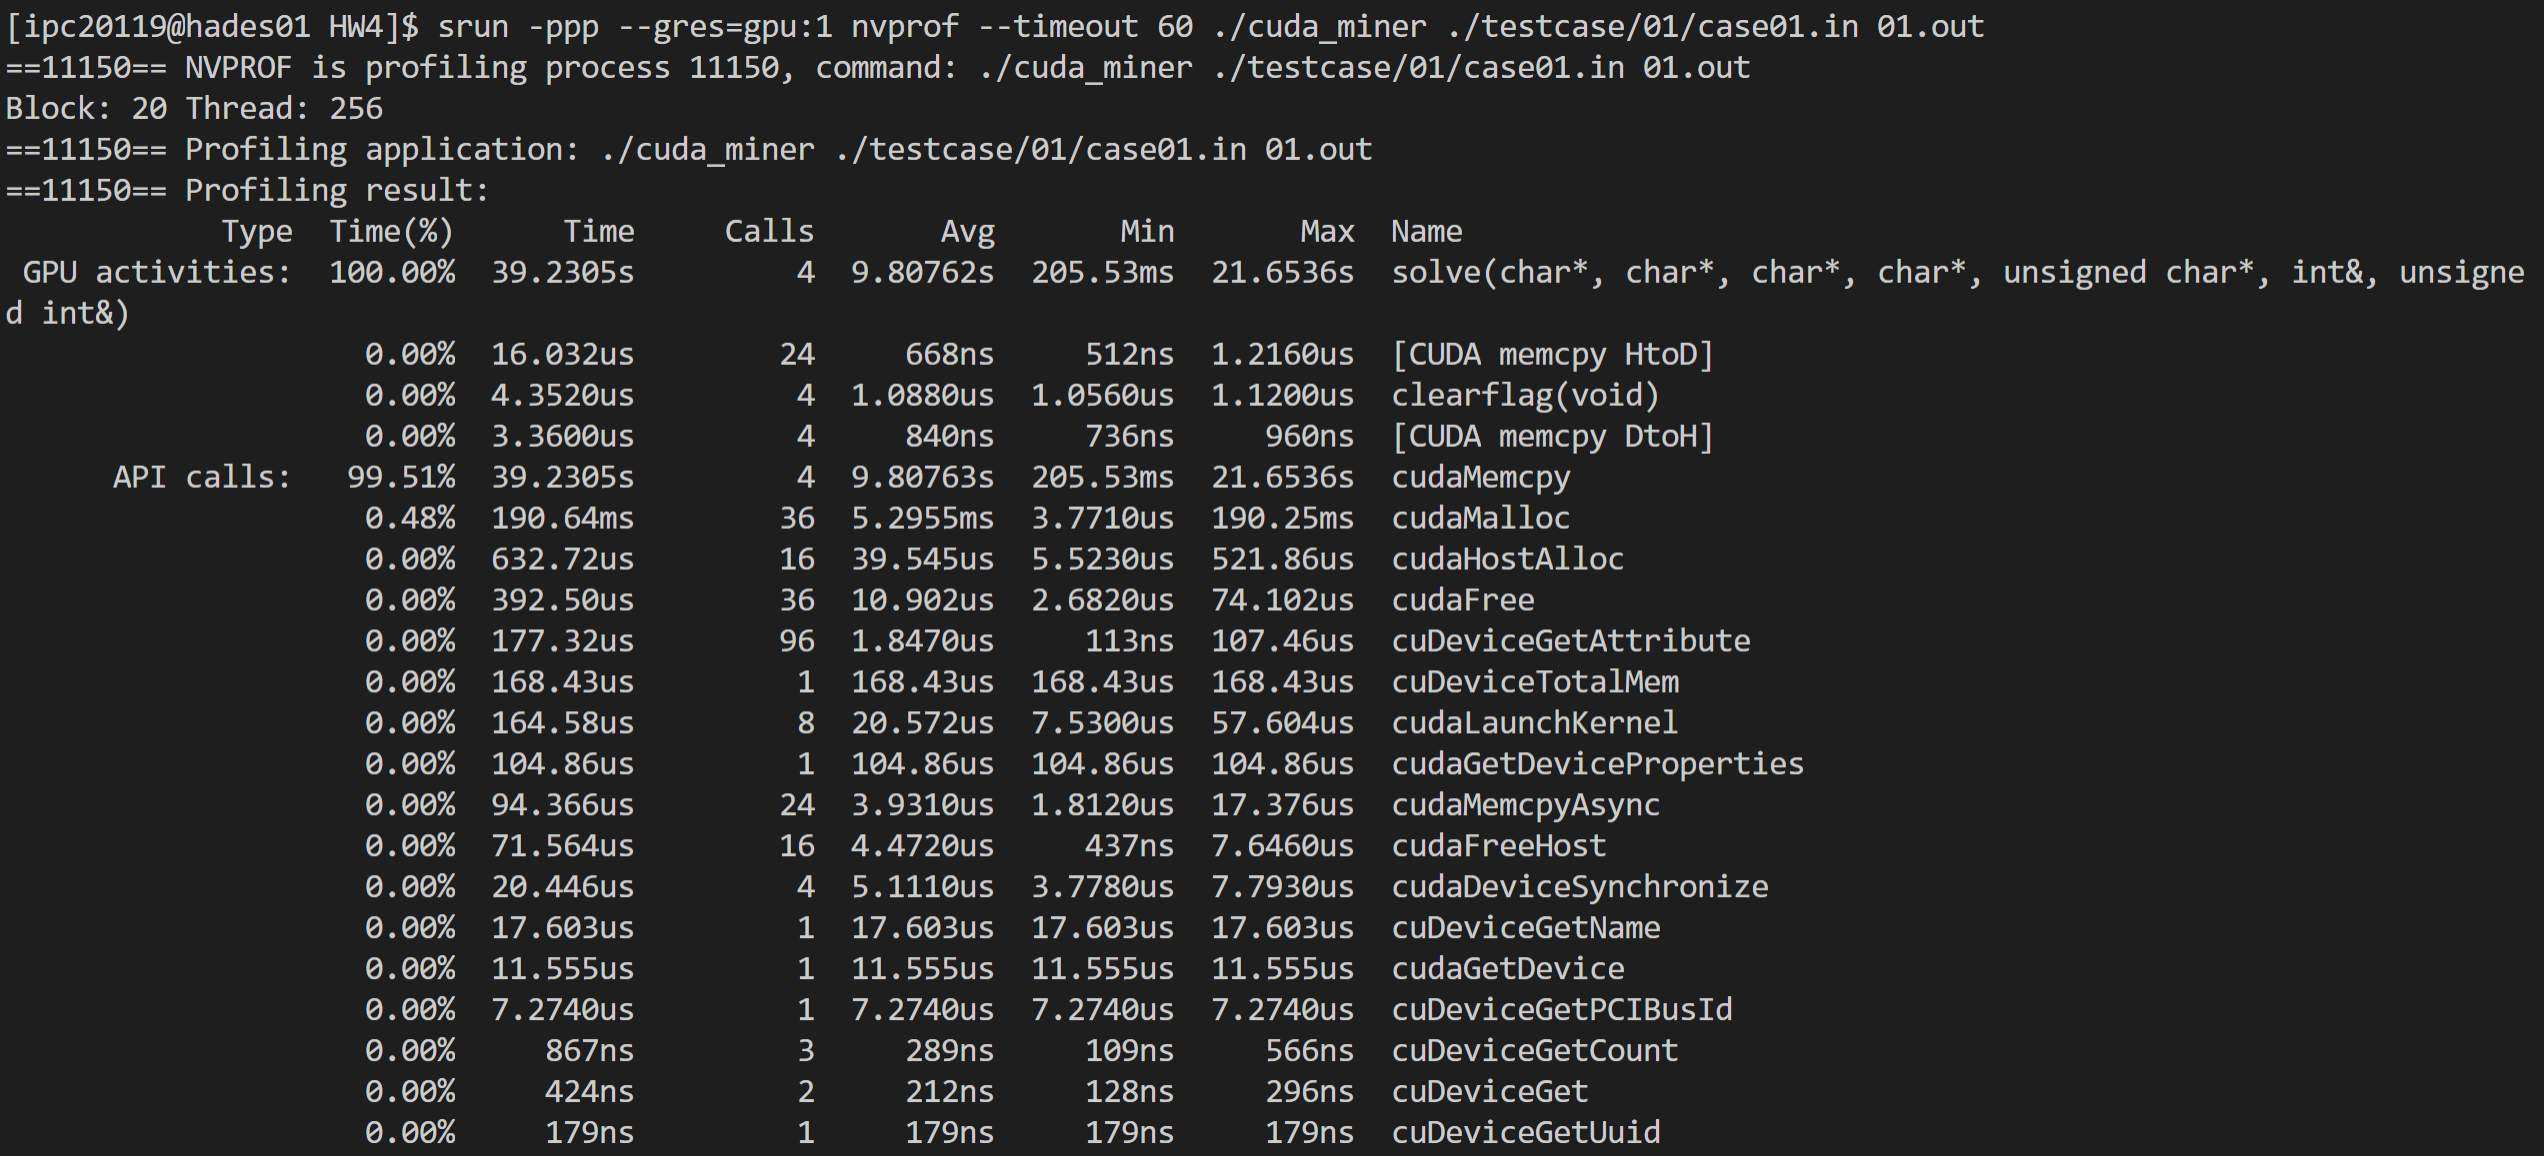 [ipc20119@hades01 HW4]$ srun -ppp --gres=gpu:1 nvprof --timeout 60 ./cuda_miner ./testcase/01/case01.in 01.out
==11150== NVPROF is profiling process 11150, command: ./cuda_miner ./testcase/01/case01.in 01.out
Block: 20 Thread: 256
==11150== Profiling application: ./cuda_miner ./testcase/01/case01.in 01.out
==11150== Profiling result:
            Type  Time(%)      Time     Calls       Avg       Min       Max  Name
 GPU activities:  100.00%  39.2305s         4  9.80762s  205.53ms  21.6536s  solve(char*, char*, char*, char*, unsigned char*, int&, unsigne
d int&)
                    0.00%  16.032us        24     668ns     512ns  1.2160us  [CUDA memcpy HtoD]
                    0.00%  4.3520us         4  1.0880us  1.0560us  1.1200us  clearflag(void)
                    0.00%  3.3600us         4     840ns     736ns     960ns  [CUDA memcpy DtoH]
      API calls:   99.51%  39.2305s         4  9.80763s  205.53ms  21.6536s  cudaMemcpy
                    0.48%  190.64ms        36  5.2955ms  3.7710us  190.25ms  cudaMalloc
                    0.00%  632.72us        16  39.545us  5.5230us  521.86us  cudaHostAlloc
                    0.00%  392.50us        36  10.902us  2.6820us  74.102us  cudaFree
                    0.00%  177.32us        96  1.8470us     113ns  107.46us  cuDeviceGetAttribute
                    0.00%  168.43us         1  168.43us  168.43us  168.43us  cuDeviceTotalMem
                    0.00%  164.58us         8  20.572us  7.5300us  57.604us  cudaLaunchKernel
                    0.00%  104.86us         1  104.86us  104.86us  104.86us  cudaGetDeviceProperties
                    0.00%  94.366us        24  3.9310us  1.8120us  17.376us  cudaMemcpyAsync
                    0.00%  71.564us        16  4.4720us     437ns  7.6460us  cudaFreeHost
                    0.00%  20.446us         4  5.1110us  3.7780us  7.7930us  cudaDeviceSynchronize
                    0.00%  17.603us         1  17.603us  17.603us  17.603us  cuDeviceGetName
                    0.00%  11.555us         1  11.555us  11.555us  11.555us  cudaGetDevice
                    0.00%  7.2740us         1  7.2740us  7.2740us  7.2740us  cuDeviceGetPCIBusId
                    0.00%     867ns         3     289ns     109ns     566ns  cuDeviceGetCount
                    0.00%     424ns         2     212ns     128ns     296ns  cuDeviceGet
                    0.00%     179ns         1     179ns     179ns     179ns  cuDeviceGetUuid